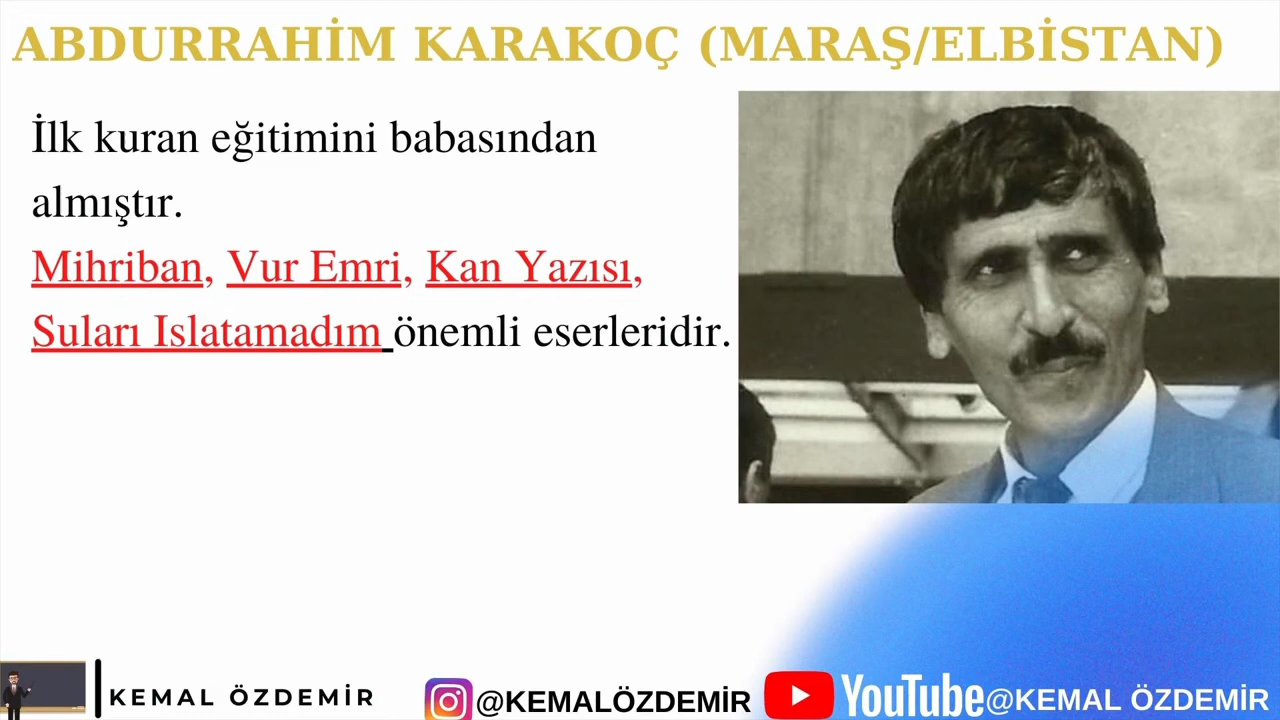 ABDURRAHİM KARAKOÇ (MARAŞ/ELBİSTAN)
İlk kuran eğitimini babasından
almıştır.
Mihriban, Vur Emri, Kan Yazısı,
Suları Islatamadım önemli eserleridir.
KEMAL ÖZDEMİR
@KEMALÖZDEMİR
YouTube@KEMAL ÖZDEMİR